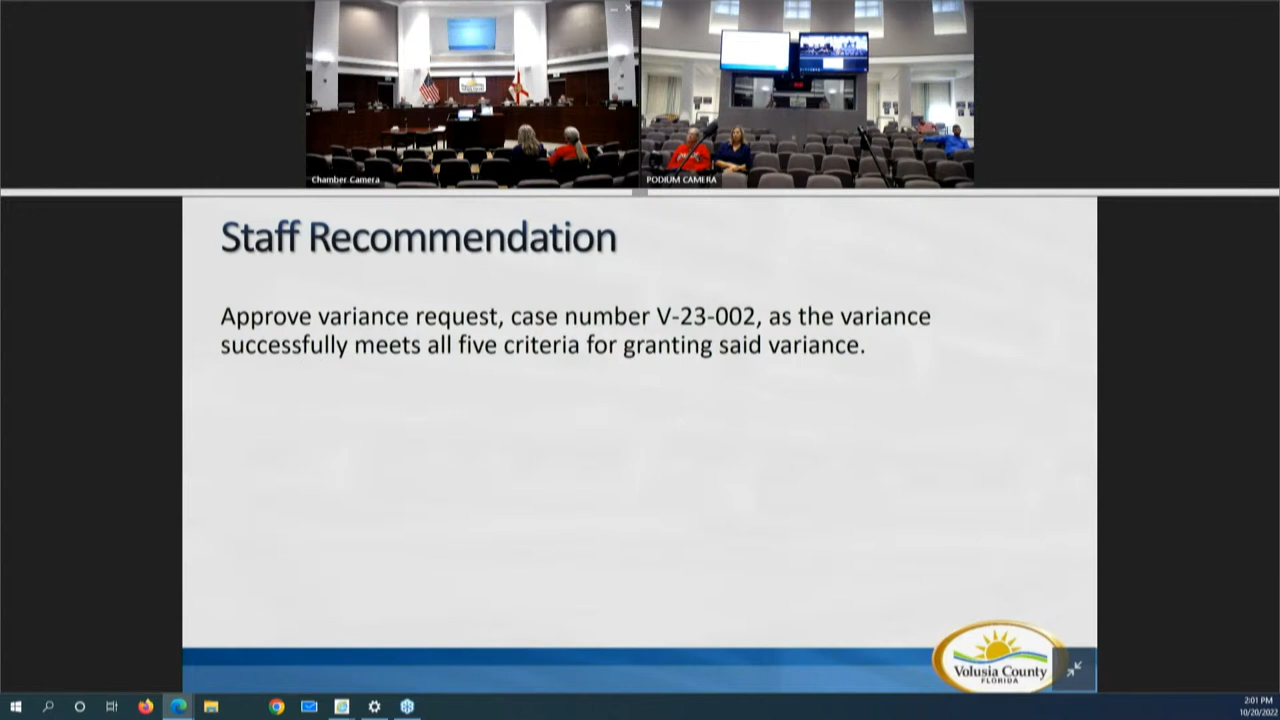 Chamber Camera
PODIUM CAMERA
Staff Recommendation
Approve variance request, case number V-23-002, as the variance
successfully meets all five criteria for granting said variance.
Volusia County
FLORIDA
2:01 PM
10/20/2022